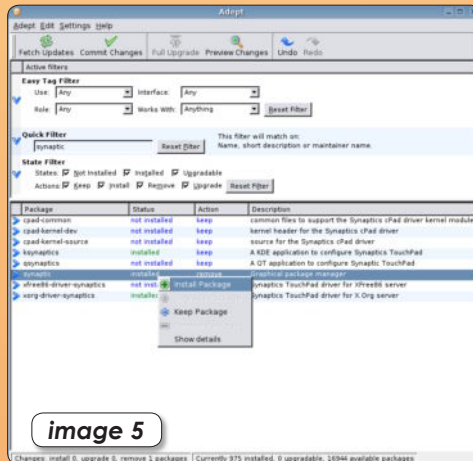 Adept
Adept Edit Settings Help
Fetch Updates Commit Changes Full Upgrade Preview Changes Undo Redo
Active filters
Easy Tag Filter
Use: Any Interface: Any
Role: Any Works With: Anything Reset Filter
Quick Filter
synaptic Reset Filter
This filter will match on:
Name, short description or maintainer name.
State Filter
States: Not Installed Installed Upgradable
Actions: Keep Install Remove Upgrade Reset Filter
Package Status Action Description
cpad-common not installed keep common files to support the Synaptics cPad driver kernel module
cpad-kernel-dev not installed keep kernel header for the Synaptics cPad driver
cpad-kernel-source not installed keep source for the Synaptics cPad driver
ksynaptics installed keep A KDE application to configure Synaptics TouchPad
qsynaptics not installed keep A QT application to configure Synaptic TouchPad
synaptic installed remove Graphical package manager
xfree86-driver-synaptics not inst Synaptics TouchPad driver for XFree86 server
xorg-driver-synaptics installed Synaptics TouchPad driver for X.Org server
Install Package
Keep Package
Show details
image 5
Changes: install 0, upgrade 0, remove 1 packages Currently 975 installed, 0 upgradable, 16944 available packages